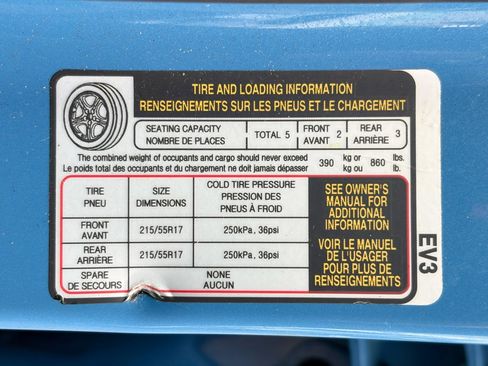 TIRE AND LOADING INFORMATION
RENSEIGNEMENTS SUR LES PNEUS ET LE CHARGEMENT
SEATING CAPACITY
NOMBRE DE PLACES
TOTAL 5
FRONT
AVANT 2
REAR
ARRIÈRE 3
The combined weight of occupants and cargo should never exceed
Le poids total des occupants et du chargement ne doit jamais dépasser
390 kg or
kg ou
860 lbs.
lb.
TIRE
PNEU
SIZE
DIMENSIONS
COLD TIRE PRESSURE
PRESSION DES
PNEUS À FROID
FRONT
AVANT
215/55R17
250kPa, 36psi
REAR
ARRIÈRE
215/55R17
250kPa, 36psi
SPARE
DE SECOURS
NONE
AUCUN
SEE OWNER'S
MANUAL FOR
ADDITIONAL
INFORMATION
VOIR LE MANUEL
DE L'USAGER
POUR PLUS DE
RENSEIGNEMENTS
EV3